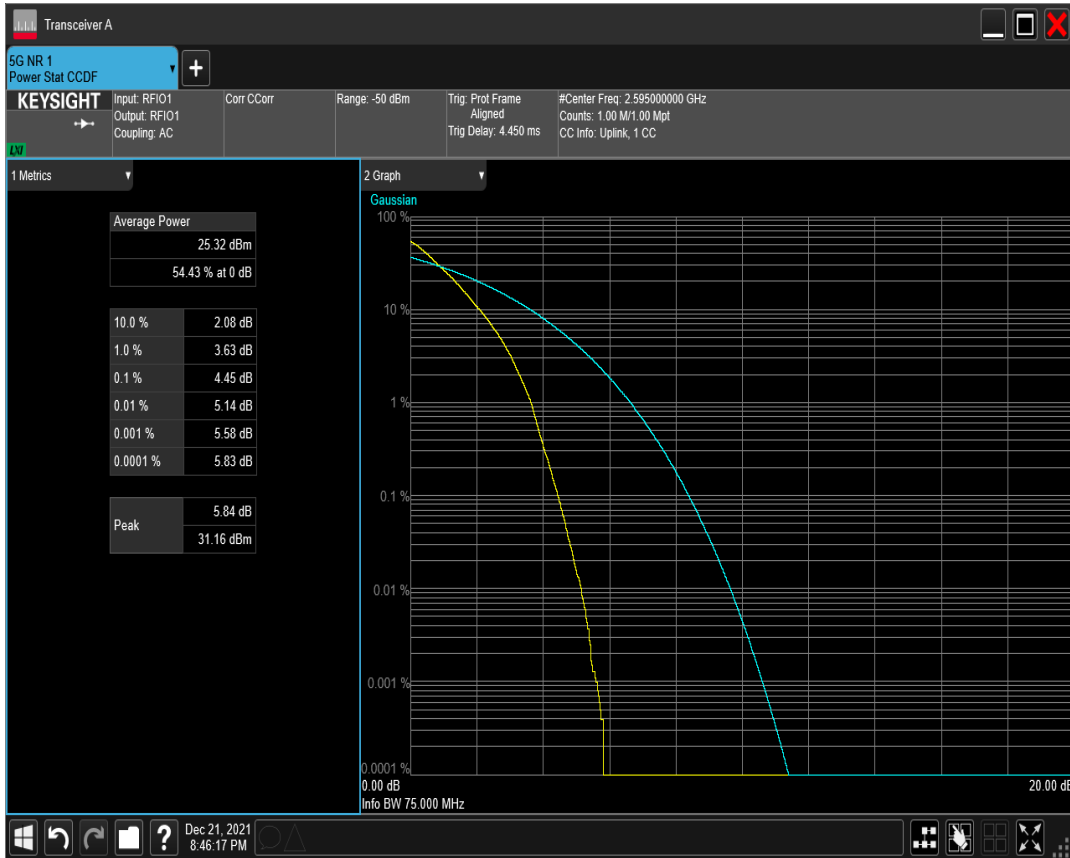 Transceiver A
5G NR 1
Power Stat CCDF
+
KEYSIGHT
LXI
Input: RFIO1
Output: RFIO1
Coupling: AC
Corr CCorr
Range: -50 dBm
Trig: Prot Frame
Aligned
Trig Delay: 4.450 ms
#Center Freq: 2.595000000 GHz
Counts: 1.00 M/1.00 Mpt
CC Info: Uplink, 1 CC
1 Metrics
Average Power
25.32 dBm
54.43 % at 0 dB
10.0 % 2.08 dB
1.0 % 3.63 dB
0.1 % 4.45 dB
0.01 % 5.14 dB
0.001 % 5.58 dB
0.0001 % 5.83 dB
Peak
5.84 dB
31.16 dBm
2 Graph
Gaussian
100 %
10 %
1 %
0.1 %
0.01 %
0.001 %
0.0001 %
0.00 dB 20.00 dB
Info BW 75.000 MHz
?
Dec 21, 2021
8:46:17 PM